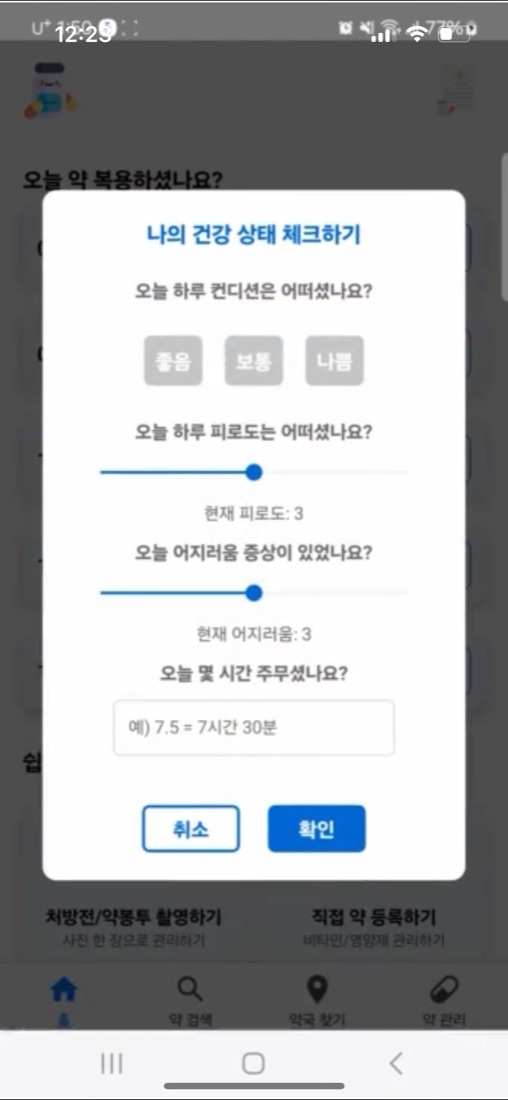 12:25
77%
오늘 약 복용하셨나요?
나의 건강 상태 체크하기
오늘 하루 컨디션은 어떠셨나요?
좋음 보통 나쁨
오늘 하루 피로도는 어떠셨나요?
현재 피로도: 3
오늘 어지러움 증상이 있었나요?
현재 어지러움: 3
오늘 몇 시간 주무셨나요?
예) 7.5 = 7시간 30분
쉽
취소 확인
처방전/약봉투 촬영하기 직접 약 등록하기
사진 한 장으로 관리하기 비타민/영양제 관리하기
홈 약 검색 약국 찾기 약 관리